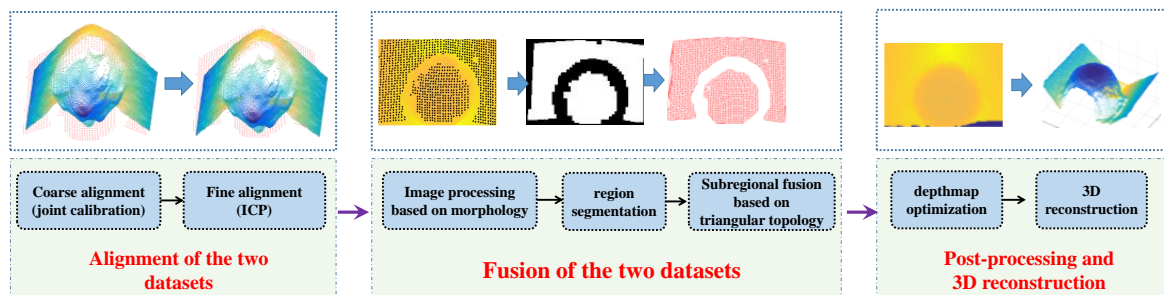 Coarse alignment
(joint calibration)
Fine alignment
(ICP)
Alignment of the two
datasets
Image processing
based on morphology
region
segmentation
Subregional fusion
based on
triangular topology
Fusion of the two datasets
depthmap
optimization
3D
reconstruction
Post-processing and
3D reconstruction